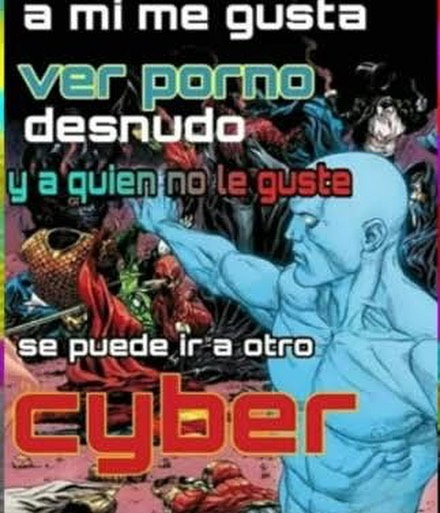 a mi me gusta
ver porno
desnudo
y a quien no le guste
se puede ir a otro
cyber